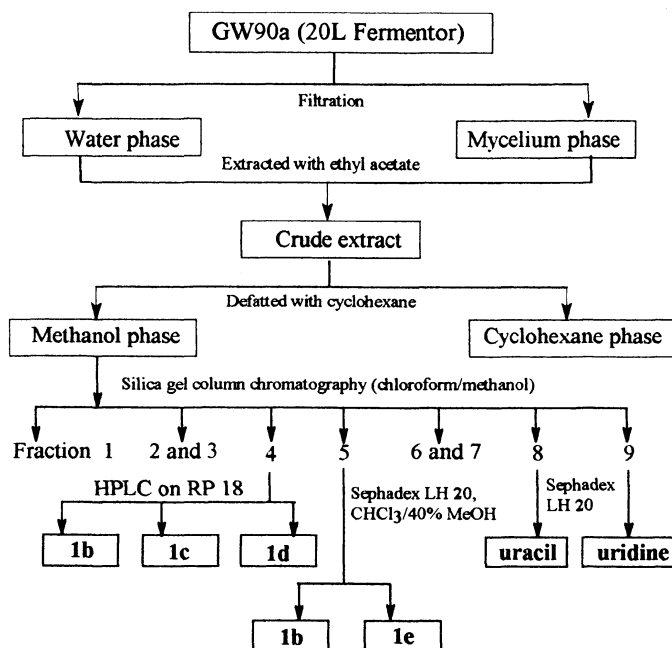 GW90a (20L Fermentor)
Filtration
Water phase
Mycelium phase
Extracted with ethyl acetate
Crude extract
Defatted with cyclohexane
Methanol phase
Cyclohexane phase
Silica gel column chromatography (chloroform/methanol)
Fraction 1 2 and 3 4 5 6 and 7 8 9
HPLC on RP 18
Sephadex LH 20,
CHCl3/40% MeOH
Sephadex
LH 20
1b 1c 1d
uracil uridine
1b 1e